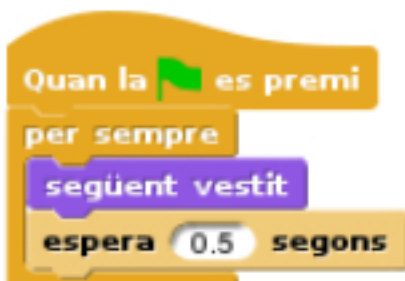 Quan la es premi
per sempre
següent vestit
espera 0.5 segons